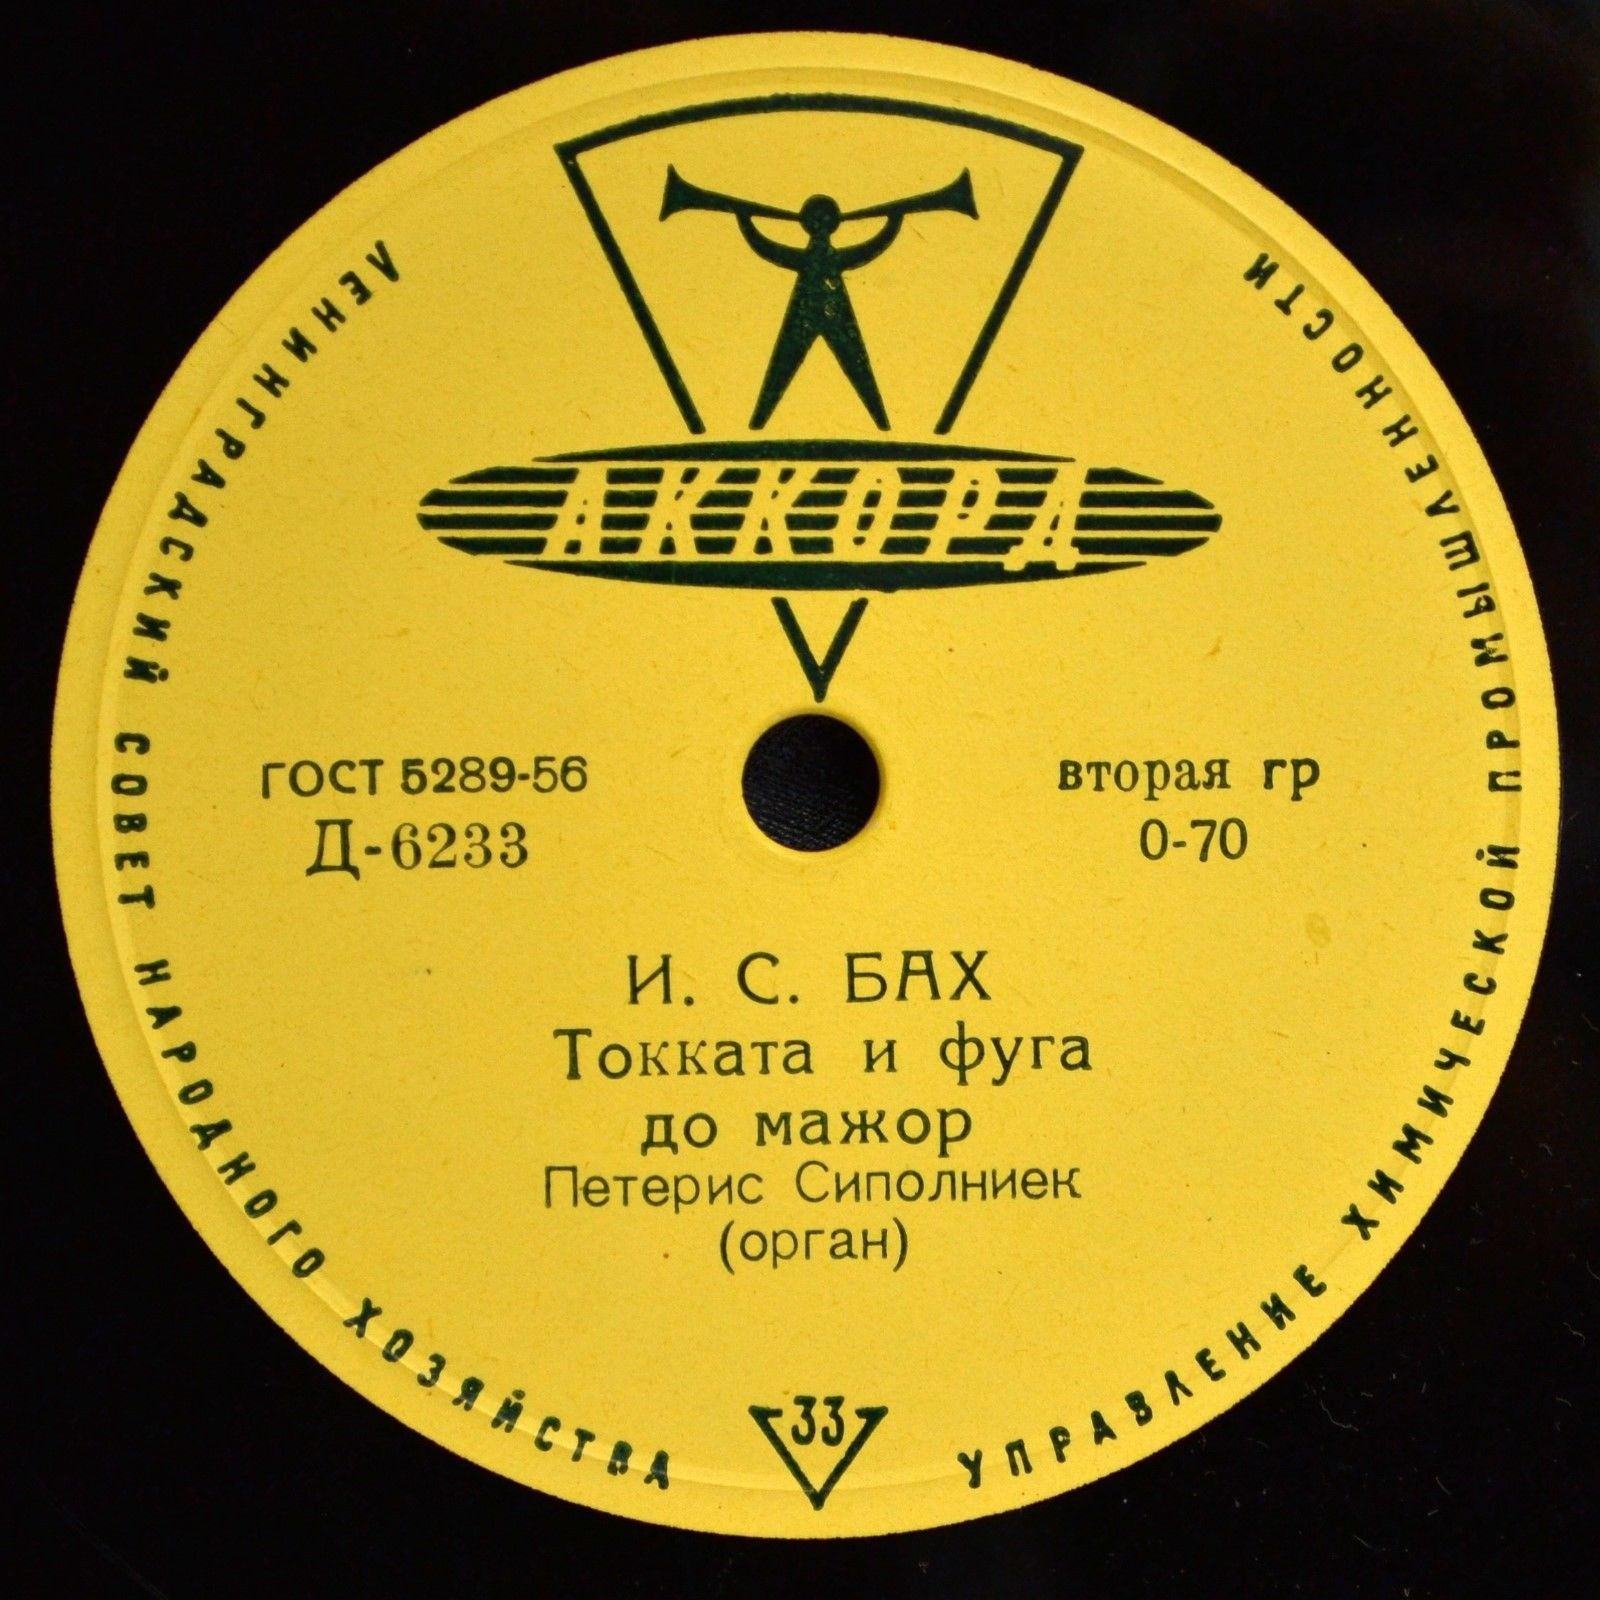 АККОРД
ЛЕНИНГРАДСКИЙ СОВЕТ НАРОДНОГО ХОЗЯЙСТВА
УПРАВЛЕНИЕ ХИМИЧЕСКОЙ ПРОМЫШЛЕННОСТИ
ГОСТ 5289-56
Д-6233
вторая гр
0-70
И. С. БАХ
Токката и фуга
до мажор
Петерис Сиполниек
(орган)
33